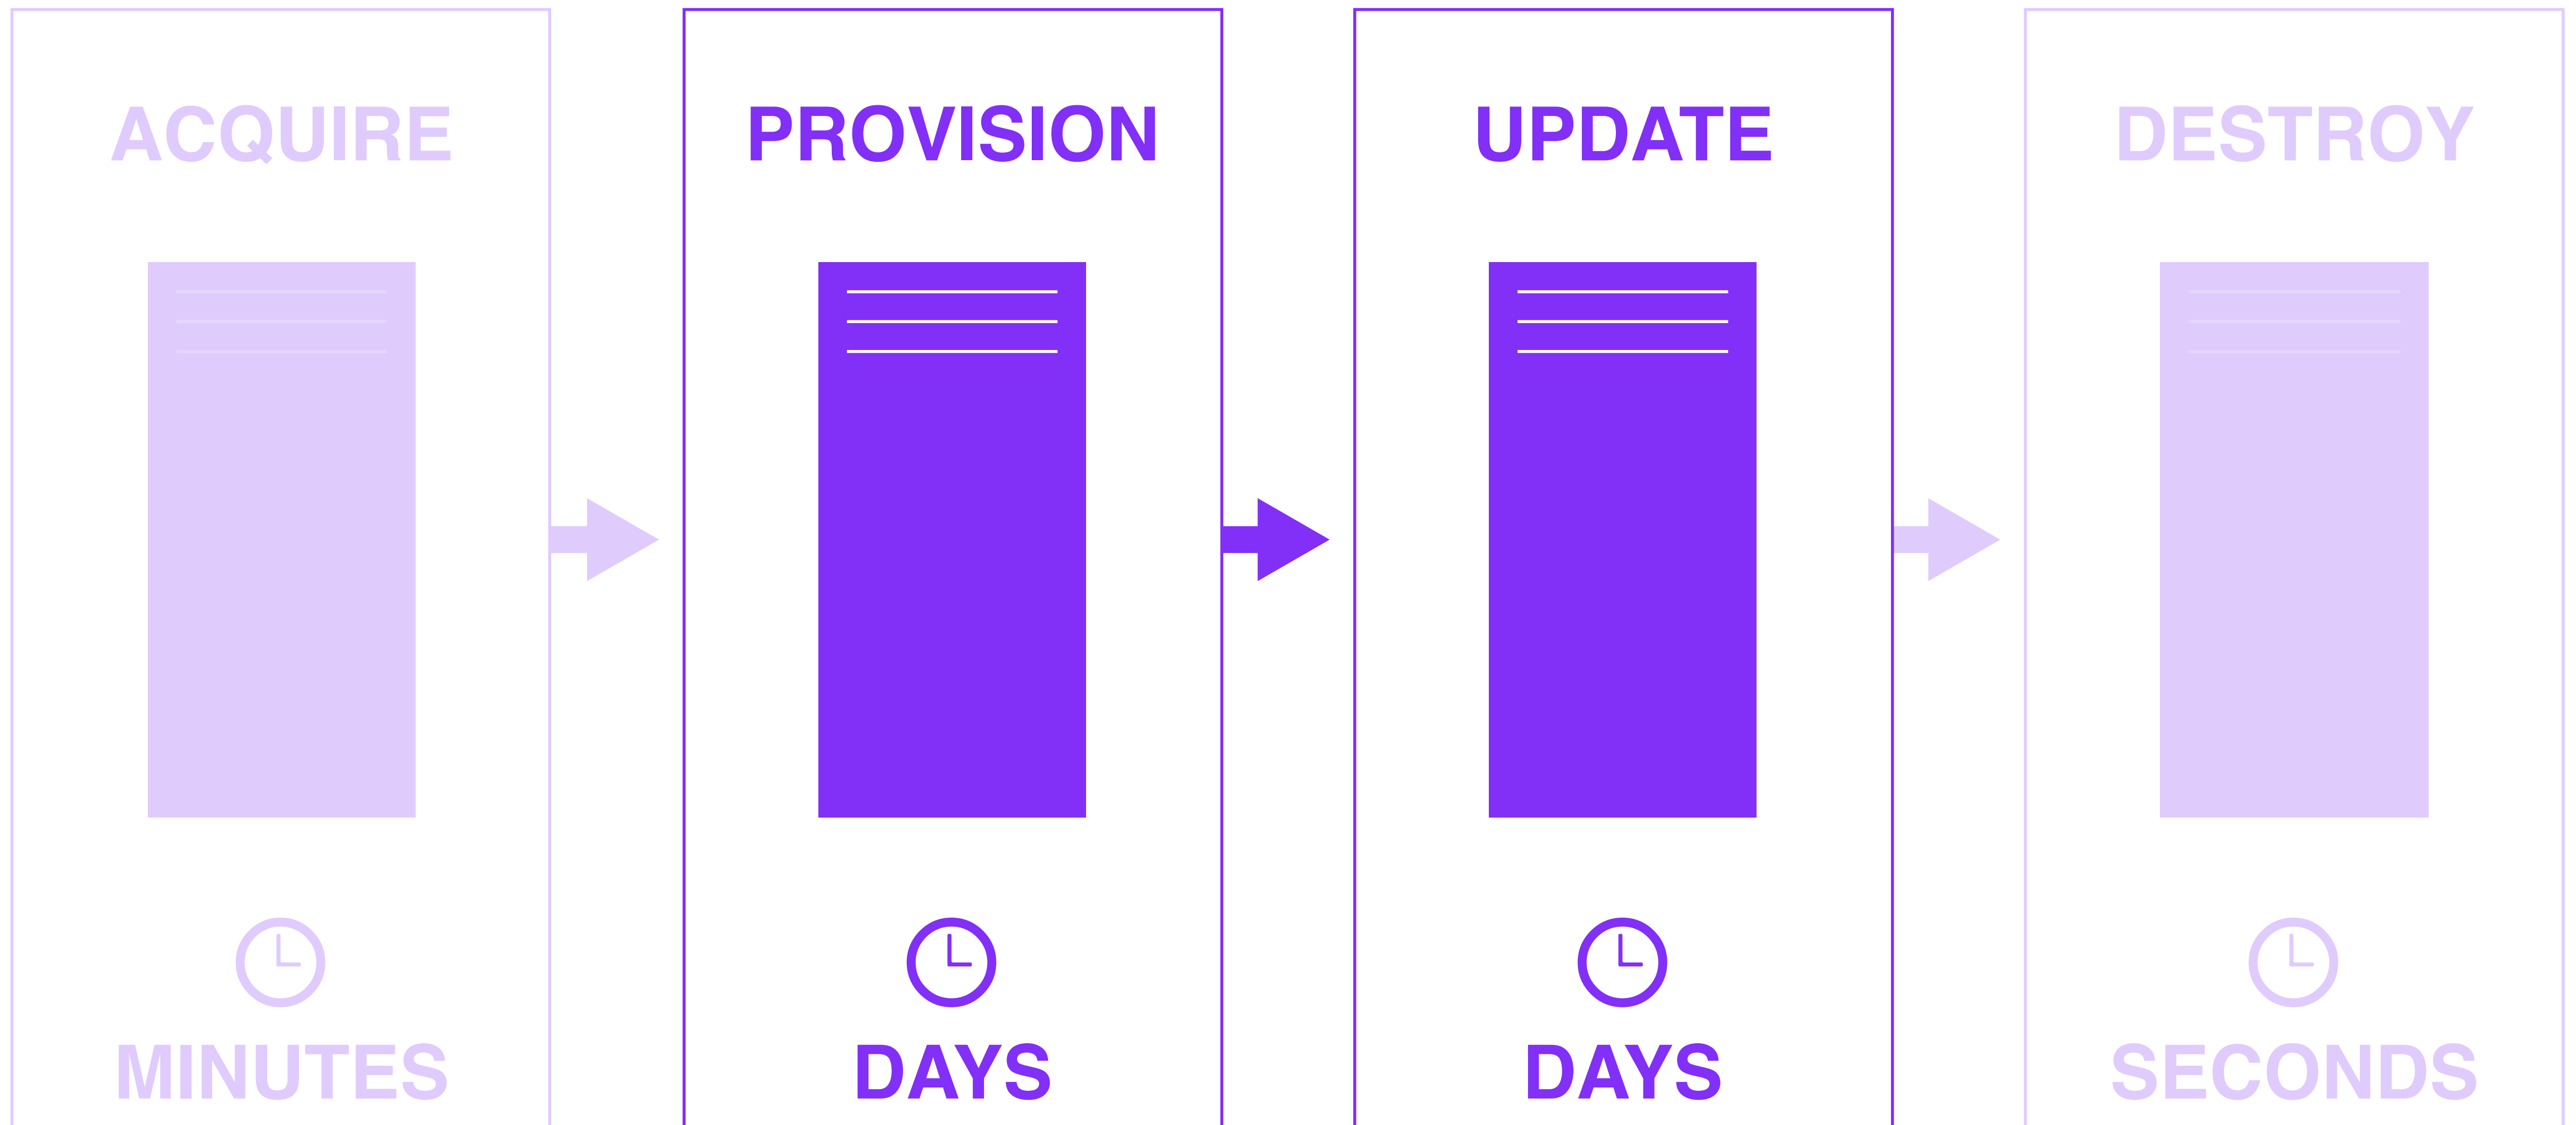 ACQUIRE
PROVISION
UPDATE
DESTROY
MINUTES
DAYS
DAYS
SECONDS